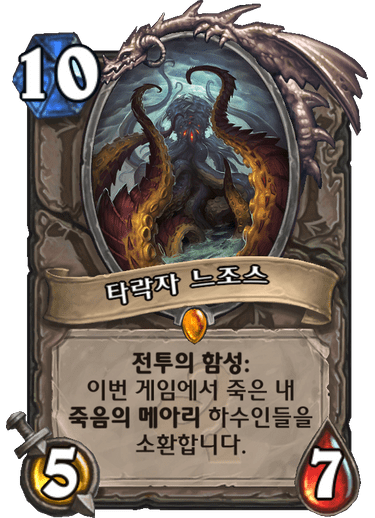 10
타락자 느조스
전투의 함성:
이번 게임에서 죽은 내
죽음의 메아리 하수인들을
소환합니다.
5
7